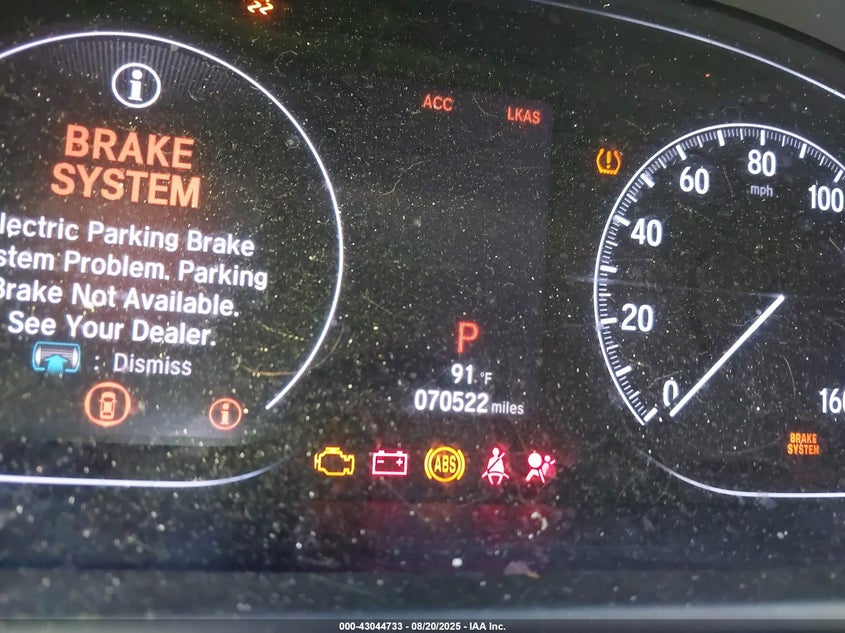 BRAKE
SYSTEM
lectric Parking Brake
stem Problem. Parking
Brake Not Available.
See Your Dealer.
: Dismiss
ACC
LKAS
P
91 °F
070522 miles
ABS
0
20
40
60
80
100
160
mph
BRAKE
SYSTEM
000-43044733 - 08/20/2025 - IAA Inc.